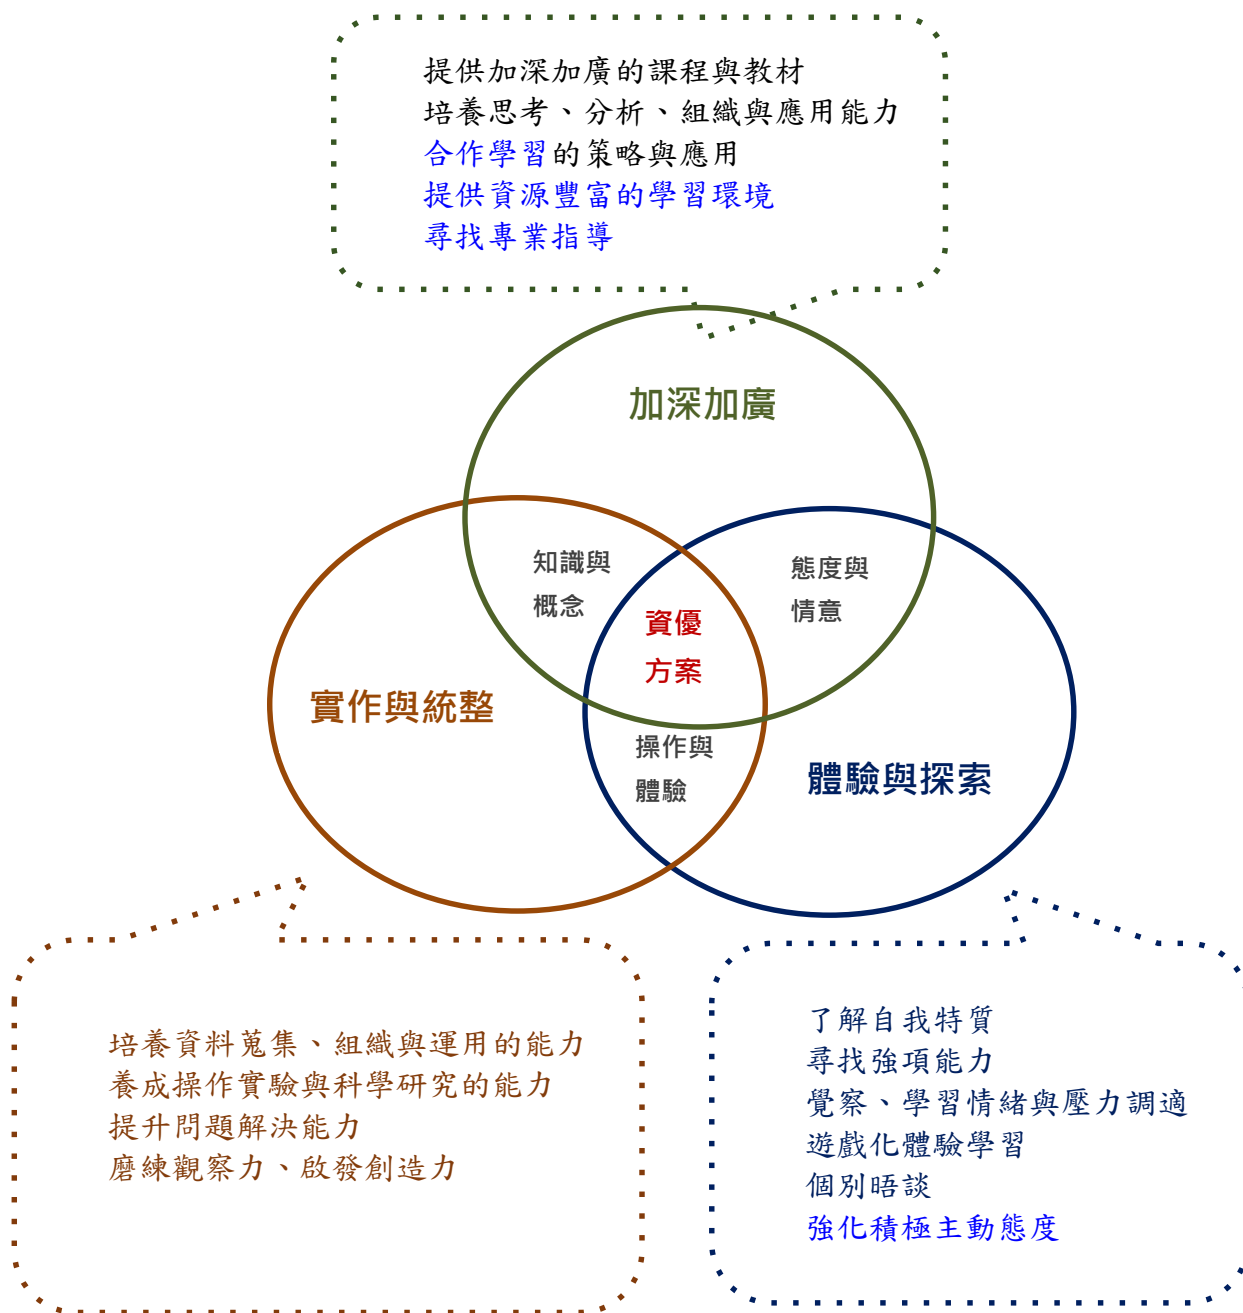 提供加深加廣的課程與教材
培養思考、分析、組織與應用能力
合作學習的策略與應用
提供資源豐富的學習環境
尋找專業指導
加深加廣
知識與
概念
態度與
情意
資優
方案
實作與統整
操作與
體驗
體驗與探索
培養資料蒐集、組織與運用的能力
養成操作實驗與科學研究的能力
提升問題解決能力
磨練觀察力、啟發創造力
了解自我特質
尋找強項能力
覺察、學習情緒與壓力調適
遊戲化體驗學習
個別晤談
強化積極主動態度